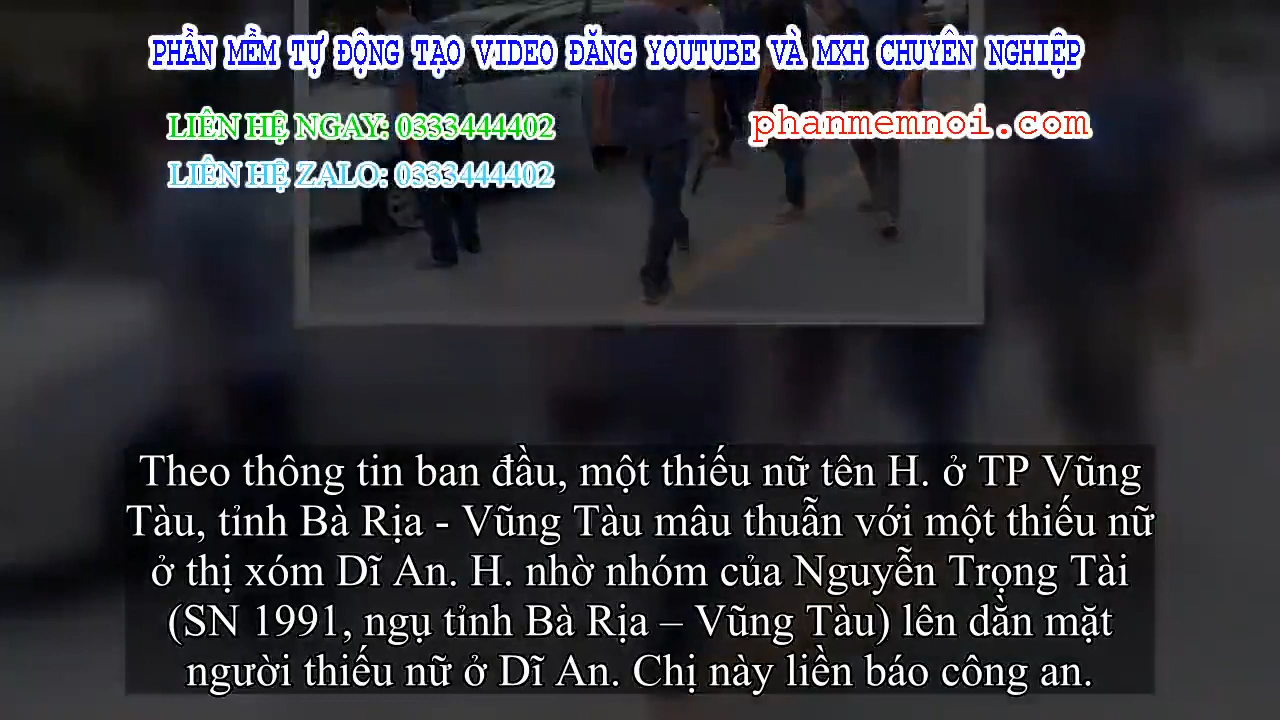 PHẦN MỀM TỰ ĐỘNG TẠO VIDEO ĐĂNG YOUTUBE VÀ MXH CHUYÊN NGHIỆP
LIÊN HỆ NGAY: 0333444402
phanmemnoi.com
LIÊN HỆ ZALO: 0333444402
Theo thông tin ban đầu, một thiếu nữ tên H. ở TP Vũng
Tàu, tỉnh Bà Rịa - Vũng Tàu mâu thuẫn với một thiếu nữ
ở thị xóm Dĩ An. H. nhờ nhóm của Nguyễn Trọng Tài
(SN 1991, ngụ tỉnh Bà Rịa – Vũng Tàu) lên dằn mặt
người thiếu nữ ở Dĩ An. Chị này liền báo công an.